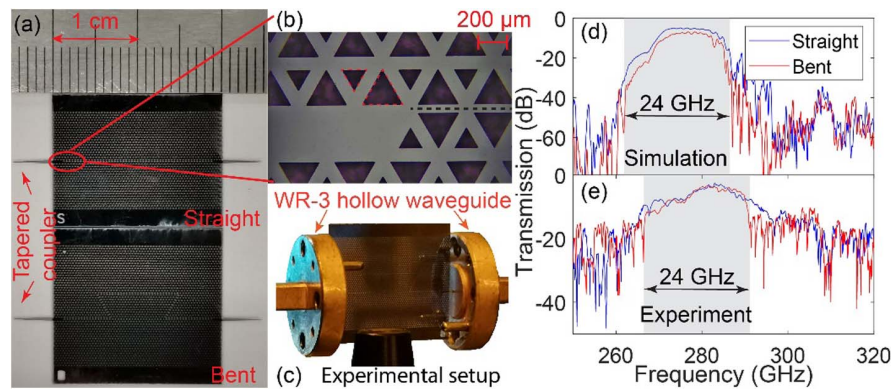 (a)
1 cm
Tapered
coupler
S
Straight
Bent
(b)
200 µm
WR-3 hollow waveguide
(c)
Experimental setup
(d)
0
-20
-40
-60
0
Straight
Bent
24 GHz
Simulation
(e)
-20
-40
24 GHz
Experiment
Transmission (dB)
260
280
300
320
Frequency (GHz)